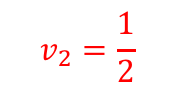 v₂ = 1/2